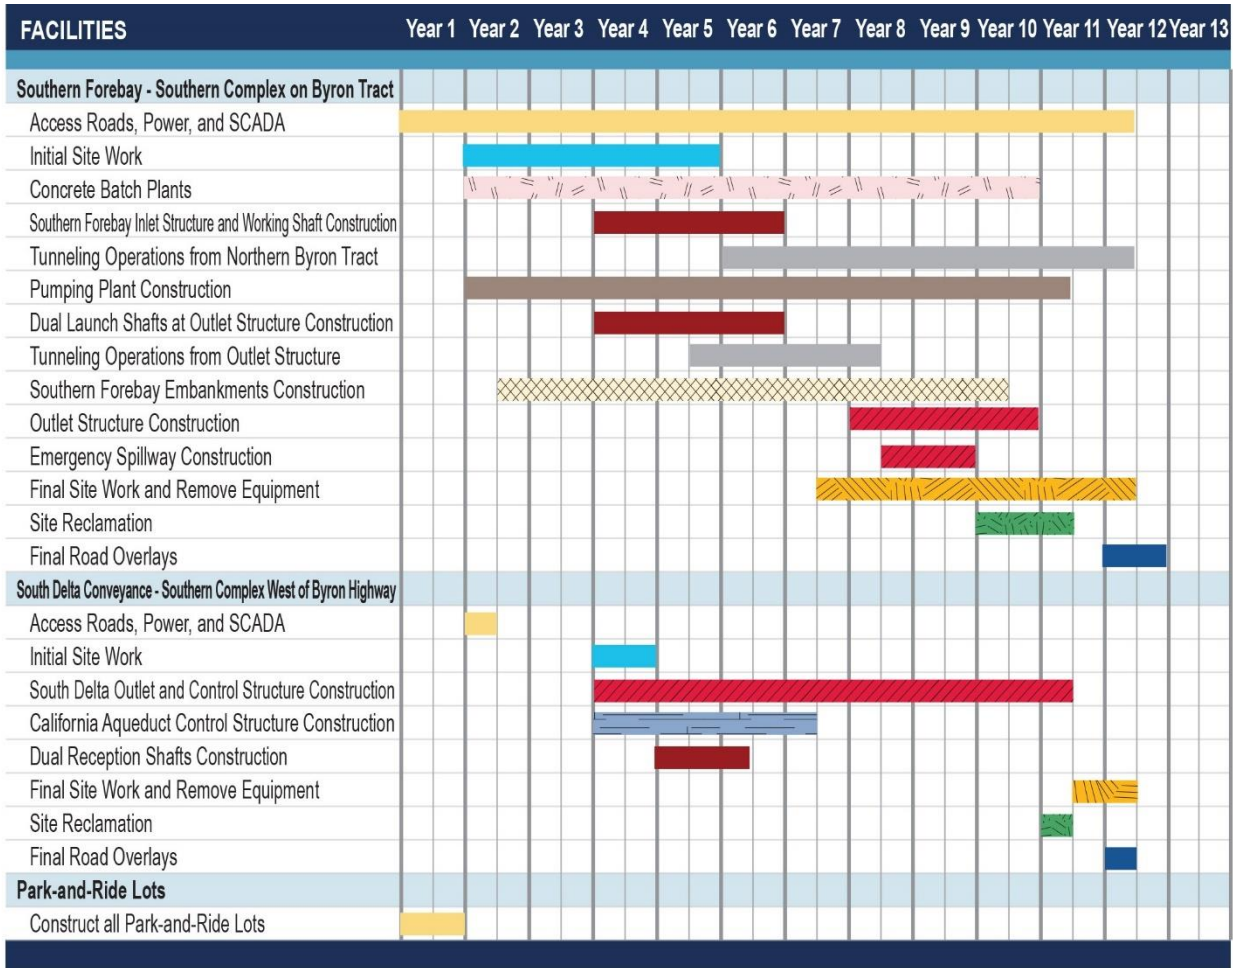 FACILITIES Year 1 Year 2 Year 3 Year 4 Year 5 Year 6 Year 7 Year 8 Year 9 Year 10 Year 11 Year 12 Year 13
Southern Forebay - Southern Complex on Byron Tract
Access Roads, Power, and SCADA
Initial Site Work
Concrete Batch Plants
Southern Forebay Inlet Structure and Working Shaft Construction
Tunneling Operations from Northern Byron Tract
Pumping Plant Construction
Dual Launch Shafts at Outlet Structure Construction
Tunneling Operations from Outlet Structure
Southern Forebay Embankments Construction
Outlet Structure Construction
Emergency Spillway Construction
Final Site Work and Remove Equipment
Site Reclamation
Final Road Overlays
South Delta Conveyance - Southern Complex West of Byron Highway
Access Roads, Power, and SCADA
Initial Site Work
South Delta Outlet and Control Structure Construction
California Aqueduct Control Structure Construction
Dual Reception Shafts Construction
Final Site Work and Remove Equipment
Site Reclamation
Final Road Overlays
Park-and-Ride Lots
Construct all Park-and-Ride Lots